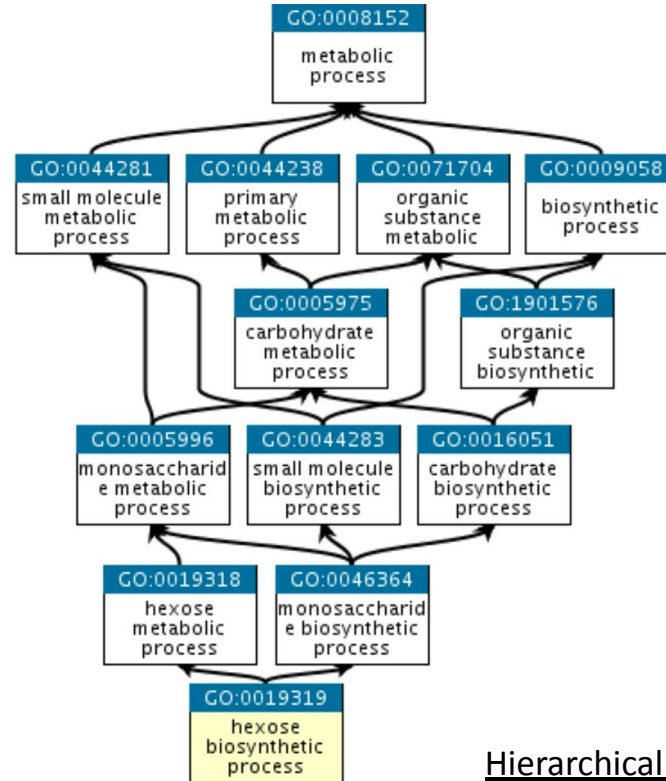 GO:0008152
metabolic
process
GO:0044281
small molecule
metabolic
process
GO:0044238
primary
metabolic
process
GO:0071704
organic
substance
metabolic
GO:0009058
biosynthetic
process
GO:0005975
carbohydrate
metabolic
process
GO:1901576
organic
substance
biosynthetic
GO:0005996
monosaccharid
e metabolic
process
GO:0044283
small molecule
biosynthetic
process
GO:0016051
carbohydrate
biosynthetic
process
GO:0019318
hexose
metabolic
process
GO:0046364
monosaccharid
e biosynthetic
process
GO:0019319
hexose
biosynthetic
process
Hierarchical